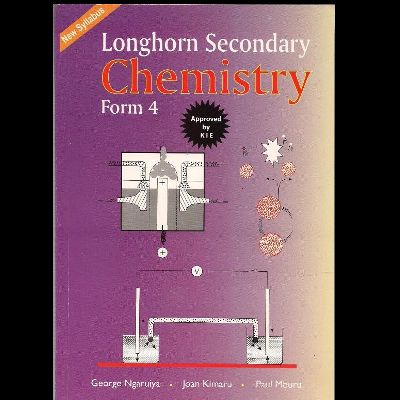 New Syllabus
Longhorn Secondary
Chemistry
Form 4
Approved
by
KIE
+
V
George Ngaruiya • Joan Kimaru • Paul Mburu